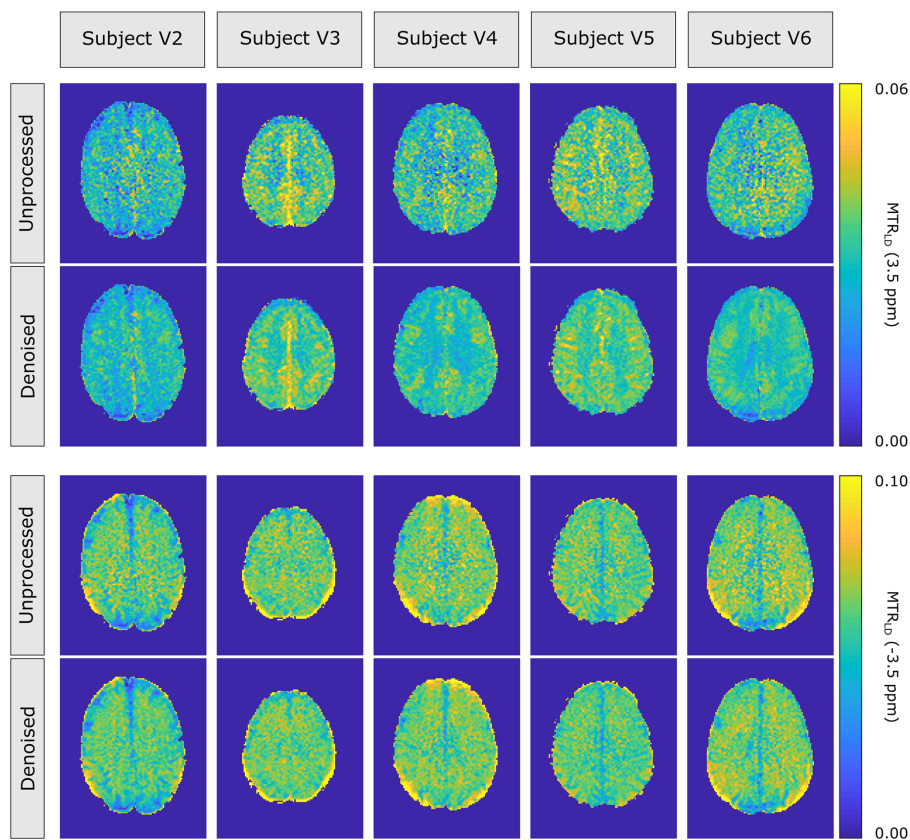 Subject V2
Subject V3
Subject V4
Subject V5
Subject V6
Unprocessed
Denoised
0.06
MTR_LD (3.5 ppm)
0.00
Unprocessed
Denoised
0.10
MTR_LD (-3.5 ppm)
0.00